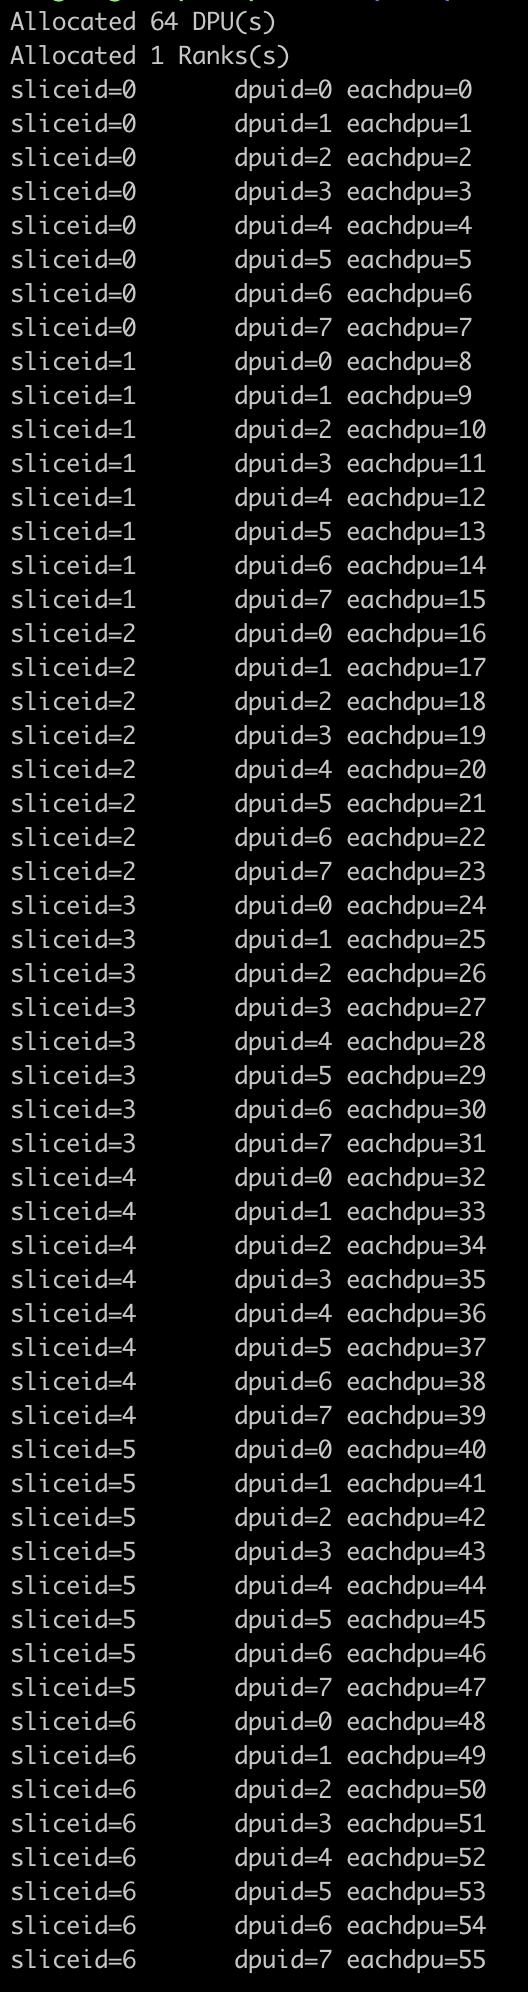 Allocated 64 DPU(s)
Allocated 1 Ranks(s)
sliceid=0 dpuid=0 eachdpu=0
sliceid=0 dpuid=1 eachdpu=1
sliceid=0 dpuid=2 eachdpu=2
sliceid=0 dpuid=3 eachdpu=3
sliceid=0 dpuid=4 eachdpu=4
sliceid=0 dpuid=5 eachdpu=5
sliceid=0 dpuid=6 eachdpu=6
sliceid=0 dpuid=7 eachdpu=7
sliceid=1 dpuid=0 eachdpu=8
sliceid=1 dpuid=1 eachdpu=9
sliceid=1 dpuid=2 eachdpu=10
sliceid=1 dpuid=3 eachdpu=11
sliceid=1 dpuid=4 eachdpu=12
sliceid=1 dpuid=5 eachdpu=13
sliceid=1 dpuid=6 eachdpu=14
sliceid=1 dpuid=7 eachdpu=15
sliceid=2 dpuid=0 eachdpu=16
sliceid=2 dpuid=1 eachdpu=17
sliceid=2 dpuid=2 eachdpu=18
sliceid=2 dpuid=3 eachdpu=19
sliceid=2 dpuid=4 eachdpu=20
sliceid=2 dpuid=5 eachdpu=21
sliceid=2 dpuid=6 eachdpu=22
sliceid=2 dpuid=7 eachdpu=23
sliceid=3 dpuid=0 eachdpu=24
sliceid=3 dpuid=1 eachdpu=25
sliceid=3 dpuid=2 eachdpu=26
sliceid=3 dpuid=3 eachdpu=27
sliceid=3 dpuid=4 eachdpu=28
sliceid=3 dpuid=5 eachdpu=29
sliceid=3 dpuid=6 eachdpu=30
sliceid=3 dpuid=7 eachdpu=31
sliceid=4 dpuid=0 eachdpu=32
sliceid=4 dpuid=1 eachdpu=33
sliceid=4 dpuid=2 eachdpu=34
sliceid=4 dpuid=3 eachdpu=35
sliceid=4 dpuid=4 eachdpu=36
sliceid=4 dpuid=5 eachdpu=37
sliceid=4 dpuid=6 eachdpu=38
sliceid=4 dpuid=7 eachdpu=39
sliceid=5 dpuid=0 eachdpu=40
sliceid=5 dpuid=1 eachdpu=41
sliceid=5 dpuid=2 eachdpu=42
sliceid=5 dpuid=3 eachdpu=43
sliceid=5 dpuid=4 eachdpu=44
sliceid=5 dpuid=5 eachdpu=45
sliceid=5 dpuid=6 eachdpu=46
sliceid=5 dpuid=7 eachdpu=47
sliceid=6 dpuid=0 eachdpu=48
sliceid=6 dpuid=1 eachdpu=49
sliceid=6 dpuid=2 eachdpu=50
sliceid=6 dpuid=3 eachdpu=51
sliceid=6 dpuid=4 eachdpu=52
sliceid=6 dpuid=5 eachdpu=53
sliceid=6 dpuid=6 eachdpu=54
sliceid=6 dpuid=7 eachdpu=55